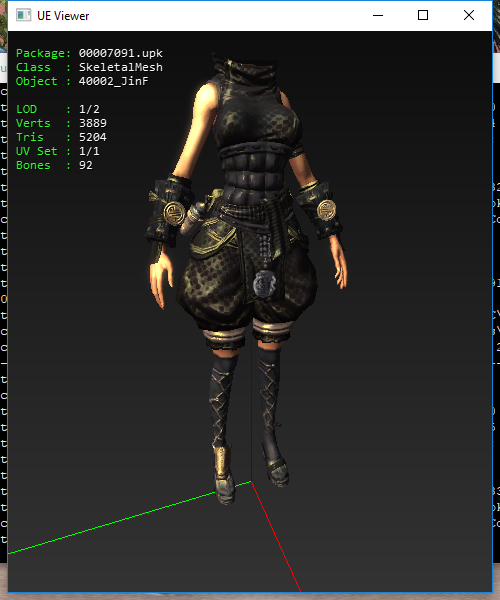 UE Viewer
Package: 00007091.upk
Class : SkeletalMesh
Object : 40002_JinF
LOD : 1/2
Verts : 3889
Tris : 5204
UV Set : 1/1
Bones : 92